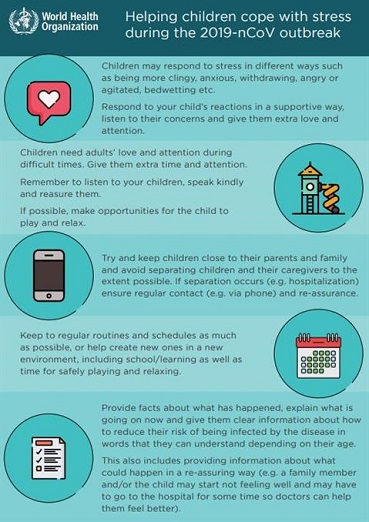 World Health
Organization
Helping children cope with stress
during the 2019-nCoV outbreak
Children may respond to stress in different ways such
as being more clingy, anxious, withdrawing, angry or
agitated, bedwetting etc.
Respond to your child's reactions in a supportive way,
listen to their concerns and give them extra love and
attention.
Children need adults' love and attention during
difficult times. Give them extra time and attention.
Remember to listen to your children, speak kindly
and reasure them.
If possible, make opportunities for the child to
play and relax.
Try and keep children close to their parents and family
and avoid separating children and their caregivers to the
extent possible. If separation occurs (e.g. hospitalization)
ensure regular contact (e.g. via phone) and re-assurance.
Keep to regular routines and schedules as much
as possible, or help create new ones in a new
environment, including school/learning as well as
time for safely playing and relaxing.
Provide facts about what has happened, explain what is
going on now and give them clear information about how
to reduce their risk of being infected by the disease in
words that they can understand depending on their age.
This also includes providing information about what
could happen in a re-assuring way (e.g. a family member
and/or the child may start not feeling well and may have
to go to the hospital for some time so doctors can help
them feel better).